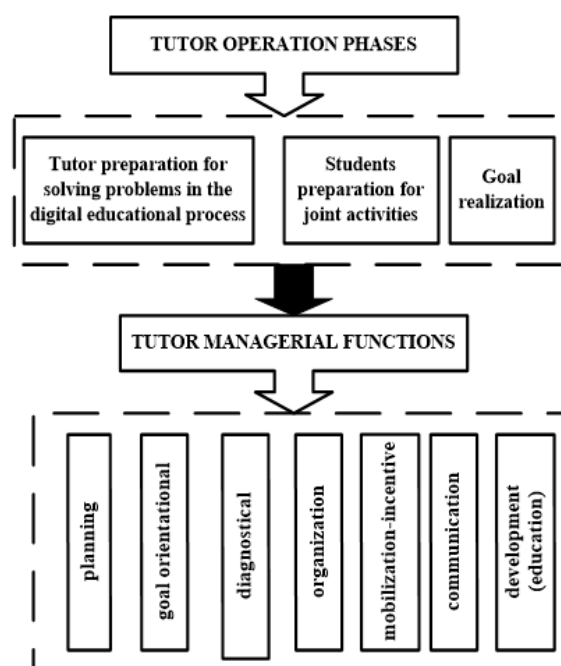 TUTOR OPERATION PHASES
Tutor preparation for
solving problems in the
digital educational process
Students
preparation for
joint activities
Goal
realization
TUTOR MANAGERIAL FUNCTIONS
planning
goal orientational
diagnostical
organization
mobilization-incentive
communication
development
(education)